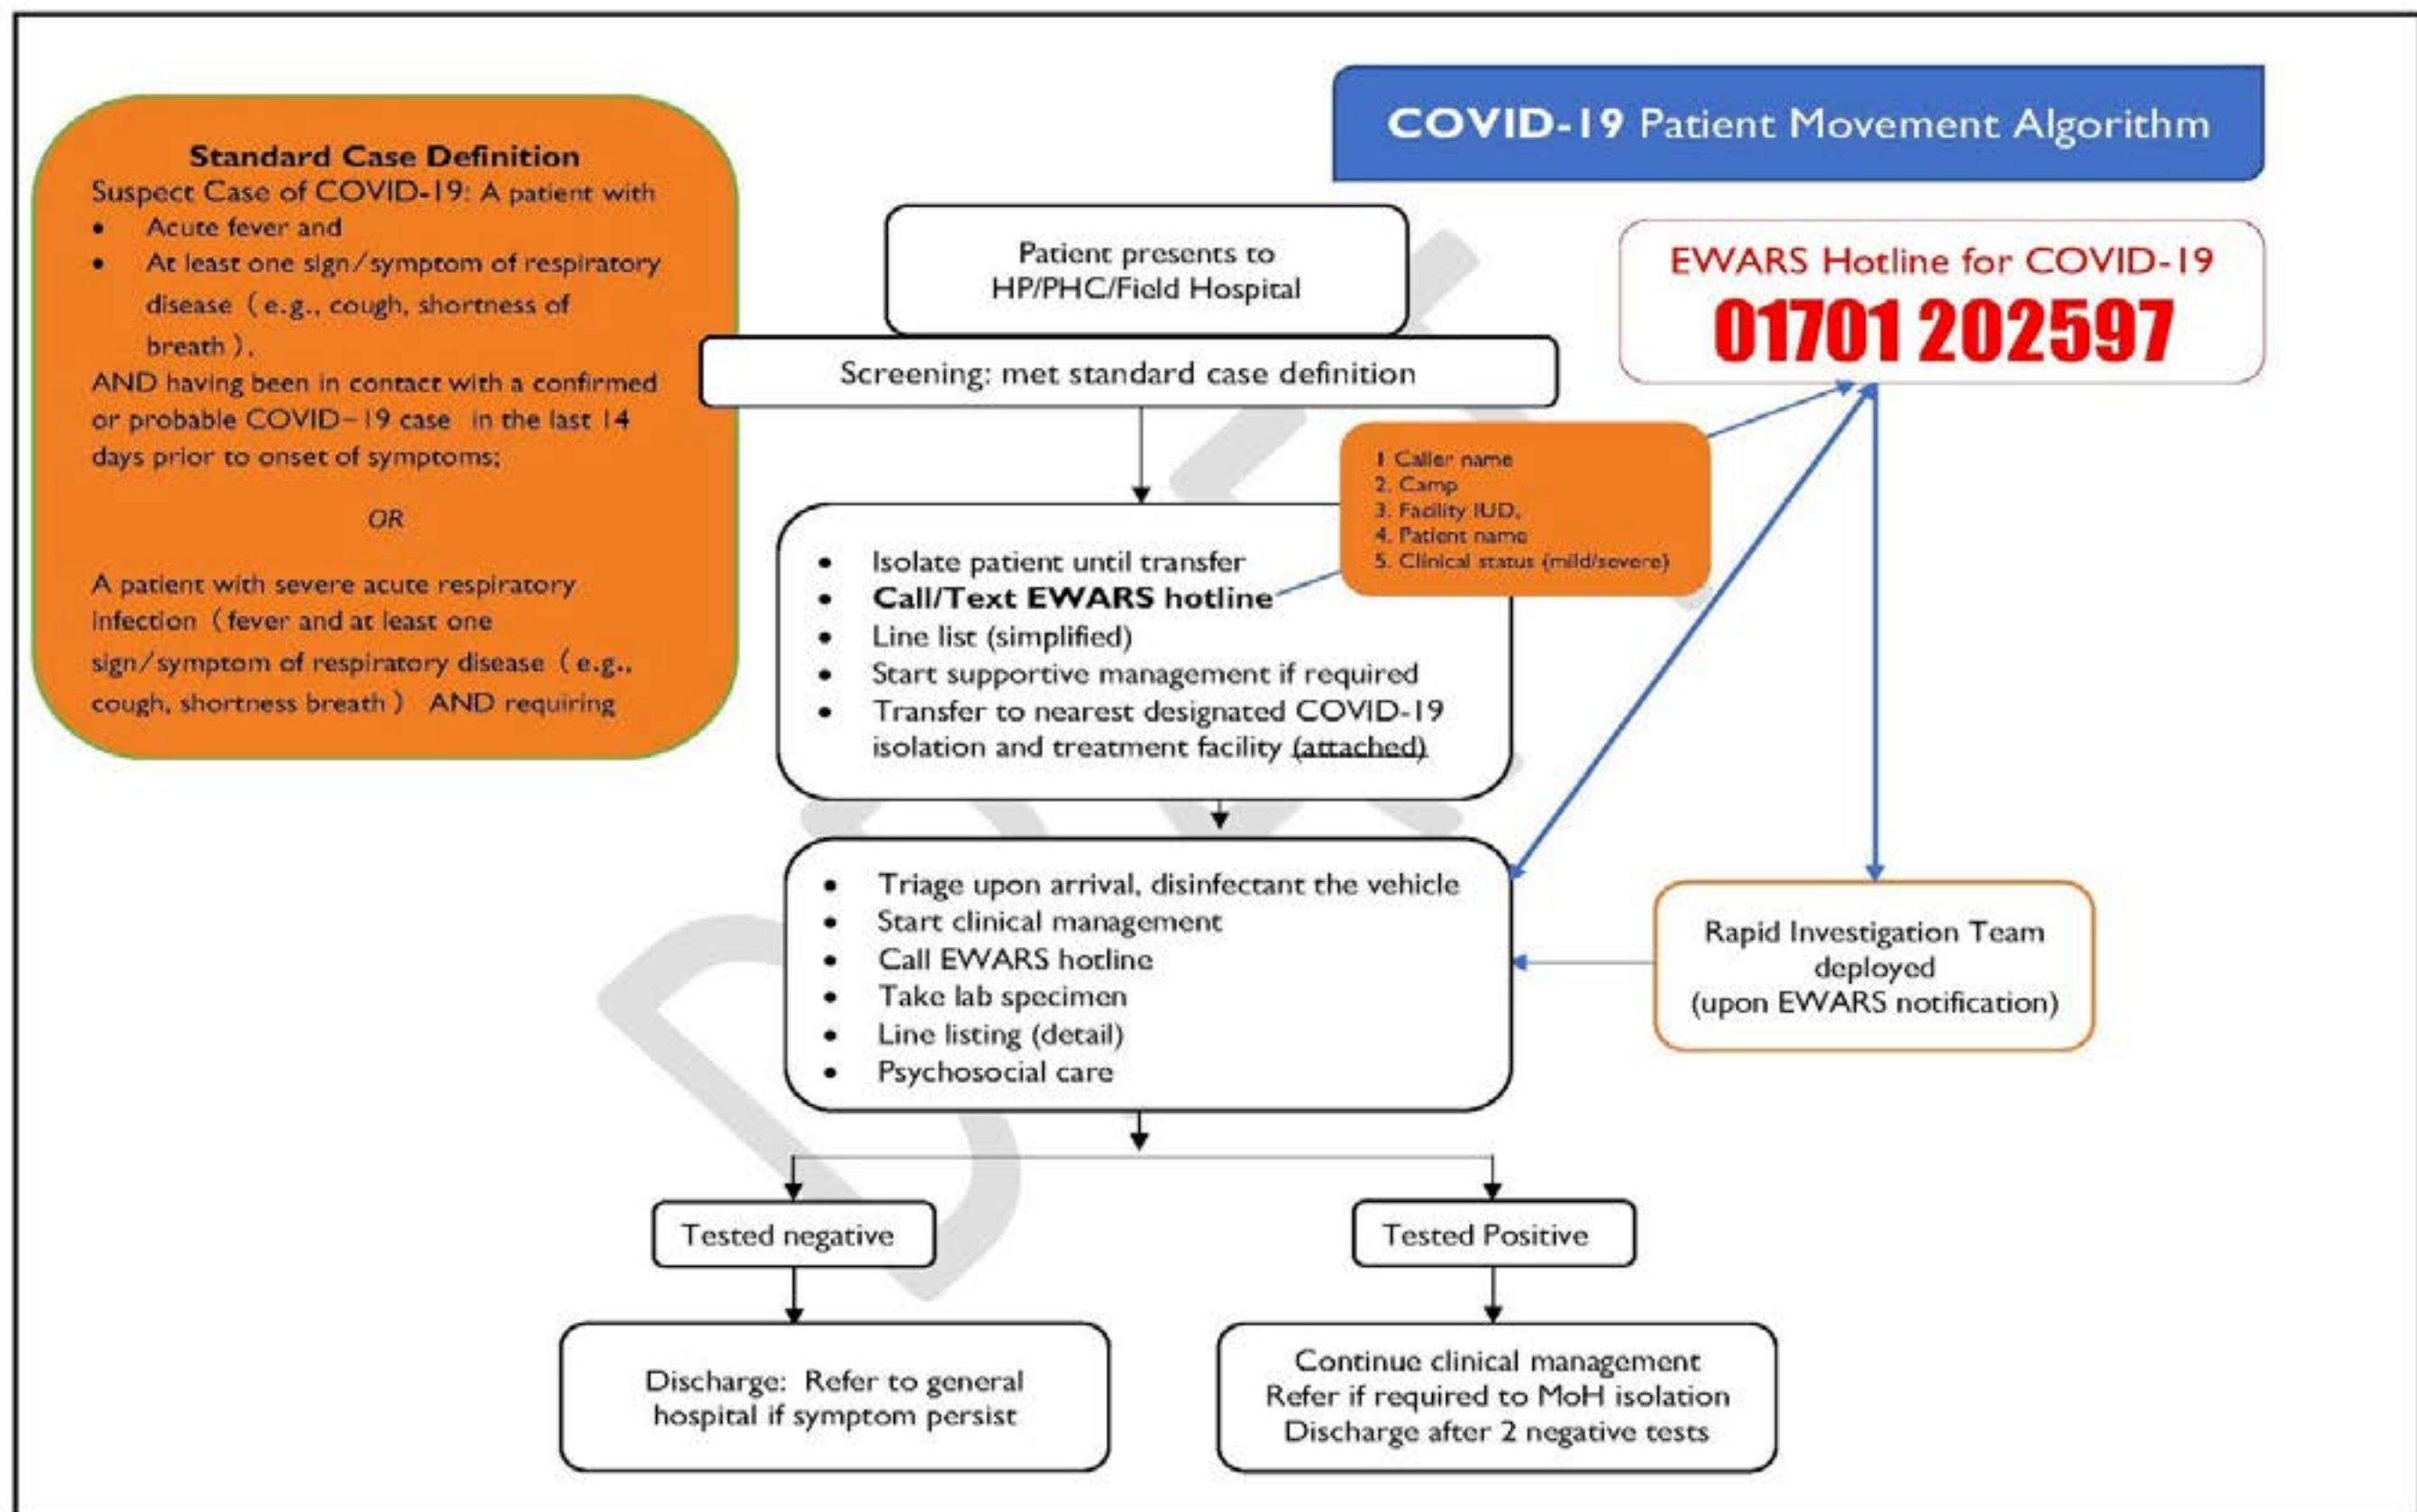 COVID-19 Patient Movement Algorithm
Standard Case Definition
Suspect Case of COVID-19: A patient with
• Acute fever and
• At least one sign/symptom of respiratory
disease (e.g., cough, shortness of
breath),
AND having been in contact with a confirmed
or probable COVID-19 case in the last 14
days prior to onset of symptoms;
OR
A patient with severe acute respiratory
infection (fever and at least one
sign/symptom of respiratory disease (e.g.,
cough, shortness breath) AND requiring
Patient presents to
HP/PHC/Field Hospital
Screening: met standard case definition
EWARS Hotline for COVID-19
01701 202597
1 Caller name
2. Camp
3. Facility IUD,
4. Patient name
5. Clinical status (mild/severe)
• Isolate patient until transfer
• Call/Text EWARS hotline
• Line list (simplified)
• Start supportive management if required
• Transfer to nearest designated COVID-19
isolation and treatment facility (attached)
• Triage upon arrival, disinfectant the vehicle
• Start clinical management
• Call EWARS hotline
• Take lab specimen
• Line listing (detail)
• Psychosocial care
Rapid Investigation Team
deployed
(upon EWARS notification)
Tested negative
Tested Positive
Discharge: Refer to general
hospital if symptom persist
Continue clinical management
Refer if required to MoH isolation
Discharge after 2 negative tests